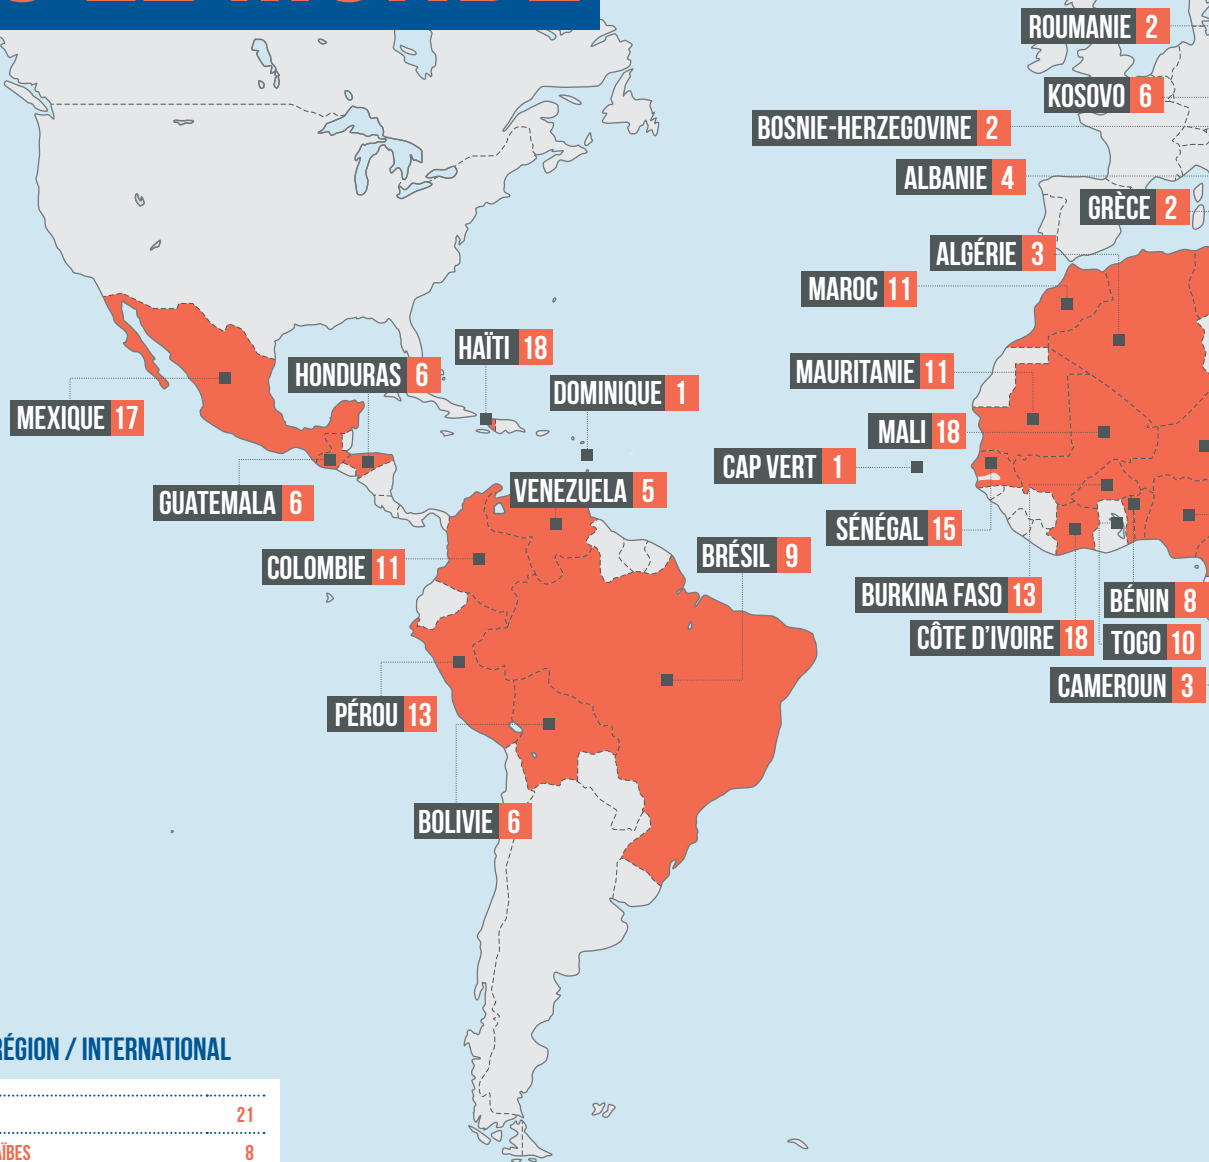 LE MONDE
ROUMANIE 2
KOSOVO 6
BOSNIE-HERZEGOVINE 2
ALBANIE 4
GRÈCE 2
ALGÉRIE 3
MAROC 11
HAÏTI 18
HONDURAS 6
MAURITANIE 11
DOMINIQUE 1
MEXIQUE 17
MALI 18
CAP VERT 1
VENEZUELA 5
GUATEMALA 6
SÉNÉGAL 15
BRÉSIL 9
COLOMBIE 11
BURKINA FASO 13
BÉNIN 8
CÔTE D'IVOIRE 18
TOGO 10
CAMEROUN 3
PÉROU 13
BOLIVIE 6
RÉGION / INTERNATIONAL
21
AÏBES 8